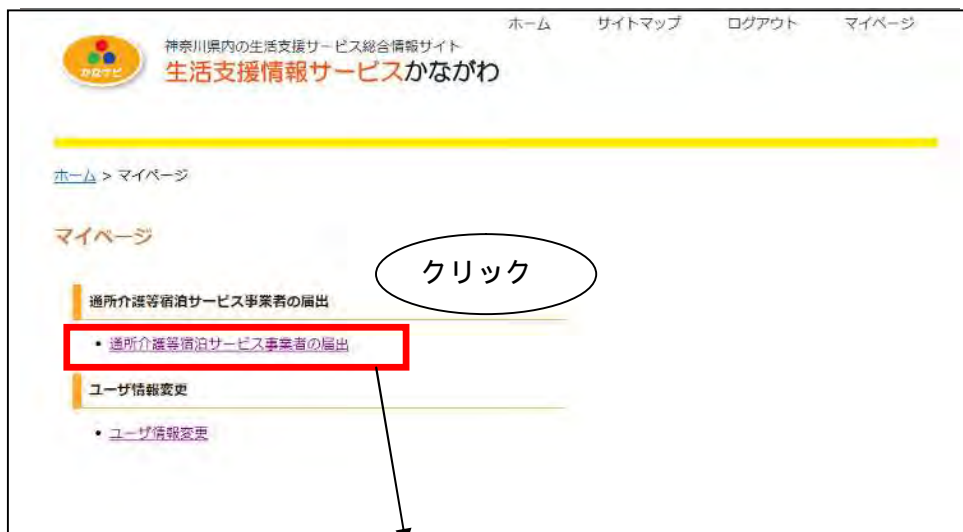 ホーム サイトマップ ログアウト マイページ
かなナビ
神奈川県内の生活支援サービス総合情報サイト
生活支援情報サービスかながわ
ホーム > マイページ
マイページ
クリック
通所介護等宿泊サービス事業者の届出
• 通所介護等宿泊サービス事業者の届出
ユーザ情報変更
• ユーザ情報変更